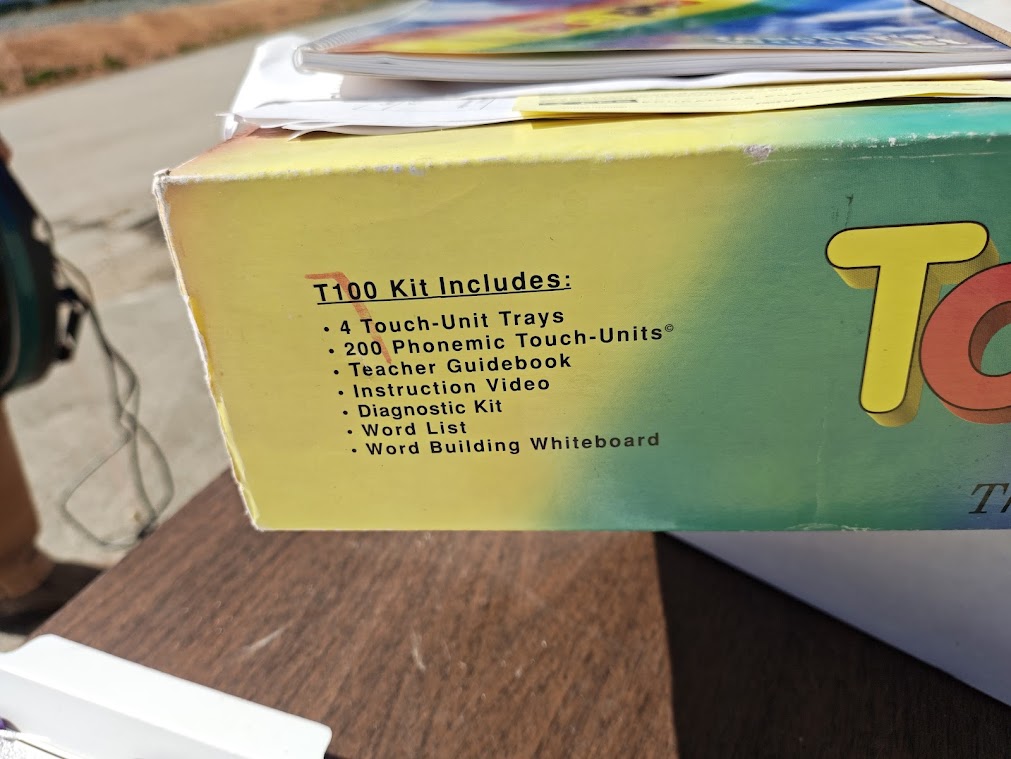 T100 Kit Includes:
• 4 Touch-Unit Trays
• 200 Phonemic Touch-Units©
• Teacher Guidebook
• Instruction Video
• Diagnostic Kit
• Word List
• Word Building Whiteboard